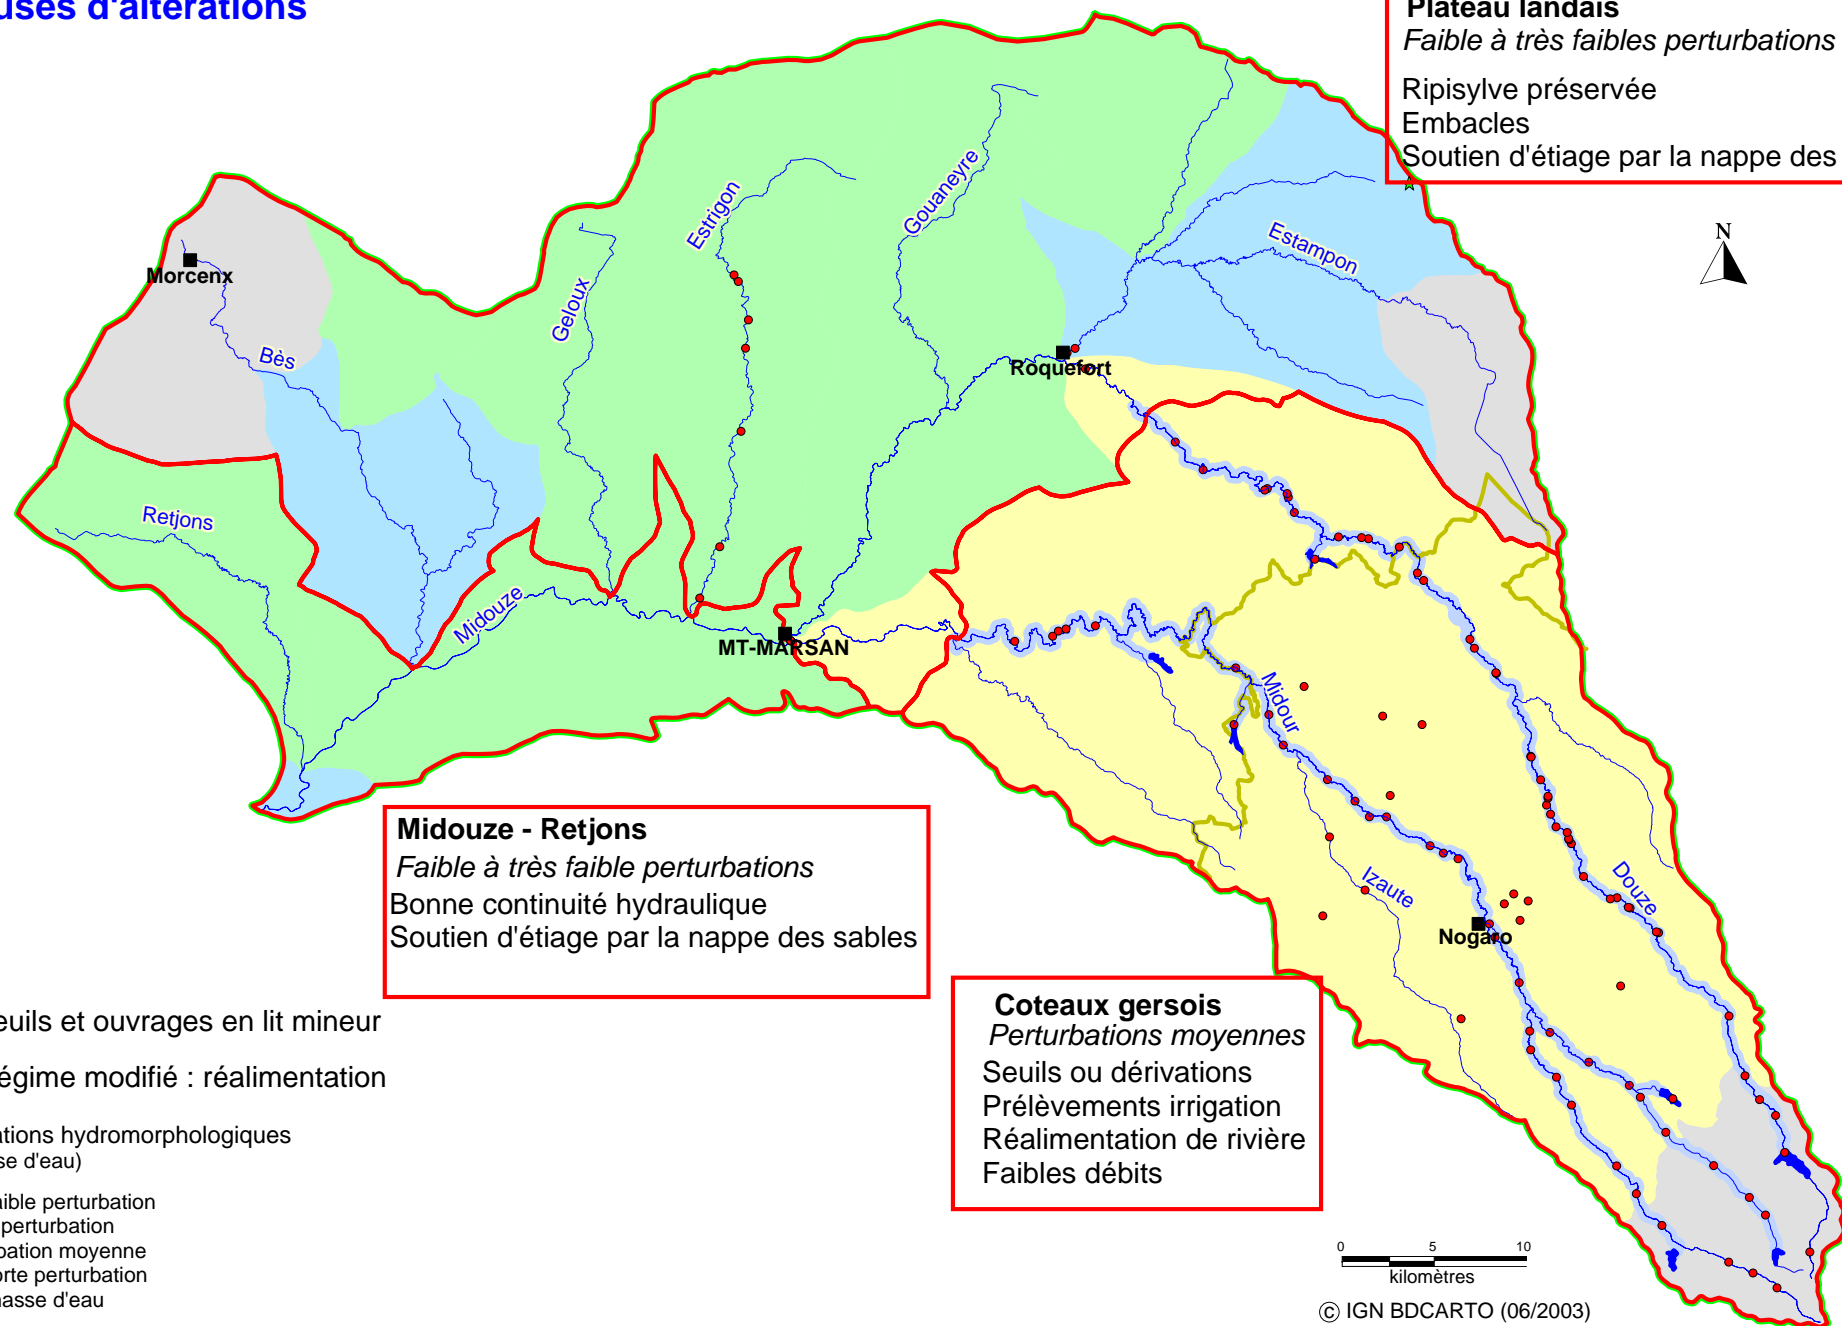 uses d'altérations
Plateau landais
Faible à très faibles perturbations
Ripisylve préservée
Embacles
Soutien d'étiage par la nappe des
N
Morcenx
Bès
Geloux
Estrigon
Gouaneyre
Estampon
Roquefort
Retjons
Midouze
MT-MARSAN
Midour
Izaute
Douze
Nogaro
Midouze - Retjons
Faible à très faible perturbations
Bonne continuité hydraulique
Soutien d'étiage par la nappe des sables
Coteaux gersois
Perturbations moyennes
Seuils ou dérivations
Prélèvements irrigation
Réalimentation de rivière
Faibles débits
euils et ouvrages en lit mineur
égime modifié : réalimentation
ations hydromorphologiques
se d'eau)
aible perturbation
perturbation
bation moyenne
orte perturbation
nasse d'eau
0 5 10
kilomètres
© IGN BDCARTO (06/2003)